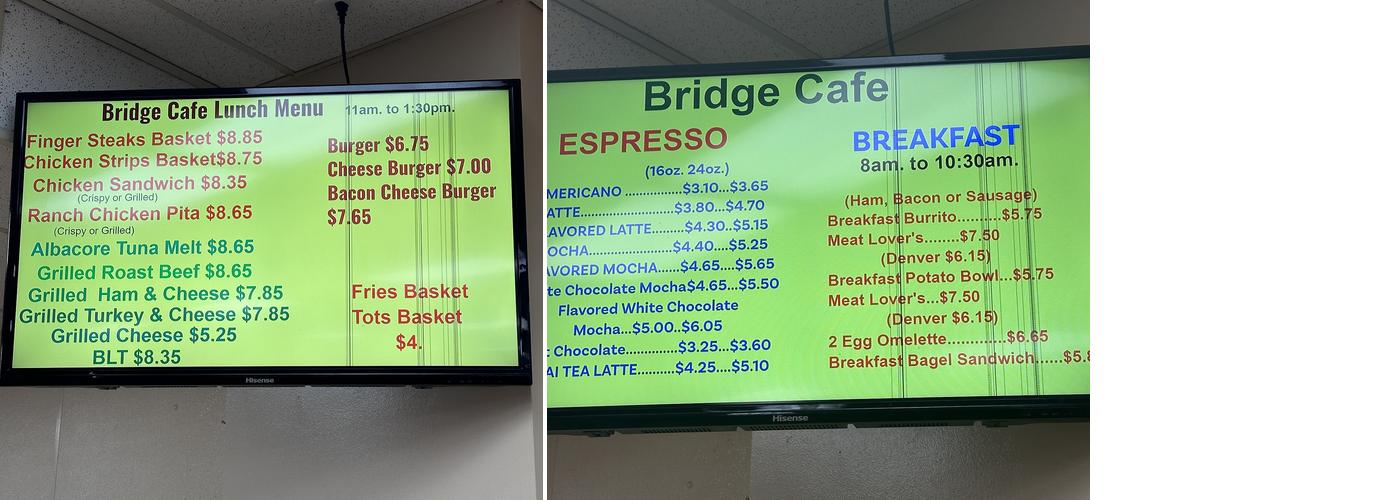 Bridge Cafe Lunch Menu 11am. to 1:30pm.
Finger Steaks Basket $8.85
Chicken Strips Basket$8.75
Chicken Sandwich $8.35
(Crispy or Grilled)
Ranch Chicken Pita $8.65
(Crispy or Grilled)
Albacore Tuna Melt $8.65
Grilled Roast Beef $8.65
Grilled Ham & Cheese $7.85
Grilled Turkey & Cheese $7.85
Grilled Cheese $5.25
BLT $8.35
Burger $6.75
Cheese Burger $7.00
Bacon Cheese Burger
$7.65
Fries Basket
Tots Basket
$4.
Hisense
Bridge Cafe
ESPRESSO
(16oz. 24oz.)
MERICANO ..............$3.10...$3.65
ATTE......................$3.80...$4.70
AVORED LATTE........$4.30..$5.15
OCHA....................$4.40....$5.25
AVORED MOCHA......$4.65....$5.65
te Chocolate Mocha$4.65...$5.50
Flavored White Chocolate
Mocha...$5.00..$6.05
Chocolate.............$3.25...$3.60
AI TEA LATTE..........$4.25....$5.10
BREAKFAST
8am. to 10:30am.
(Ham, Bacon or Sausage)
Breakfast Burrito..........$5.75
Meat Lover's........$7.50
(Denver $6.15)
Breakfast Potato Bowl...$5.75
Meat Lover's...$7.50
(Denver $6.15)
2 Egg Omelette.............$6.65
Breakfast Bagel Sandwich......$5.8
Hisense